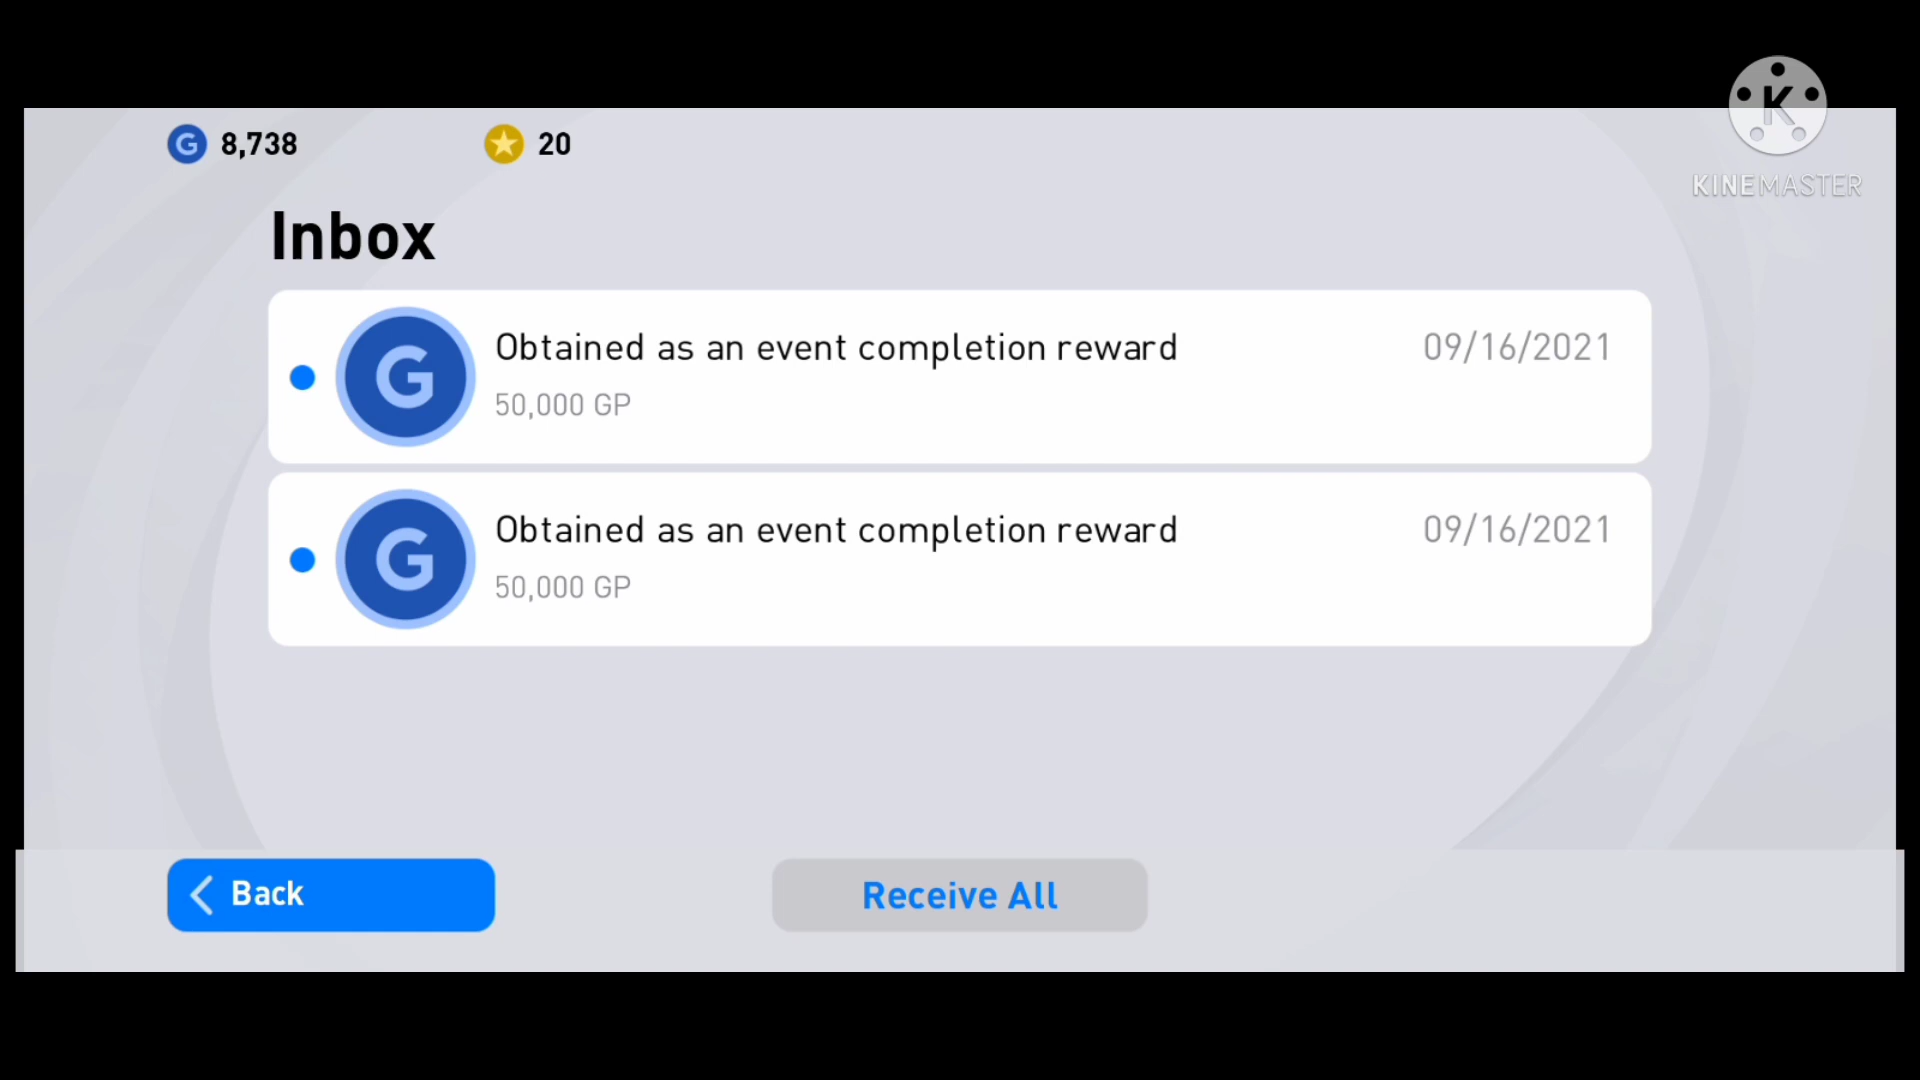 8,738
20
K
KINEMASTER
Inbox
G
Obtained as an event completion reward
09/16/2021
50,000 GP
G
Obtained as an event completion reward
09/16/2021
50,000 GP
Back
Receive All